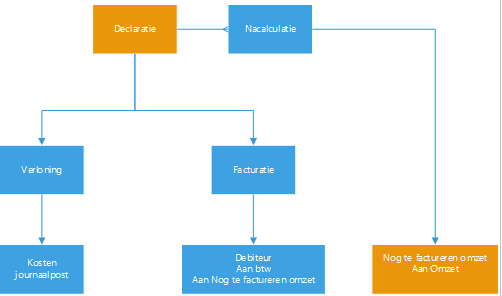 Declaratie
Nacalculatie
Verloning
Facturatie
Kosten
journaalpost
Debiteur
Aan btw
Aan Nog te factureren omzet
Nog te factureren omzet
Aan Omzet